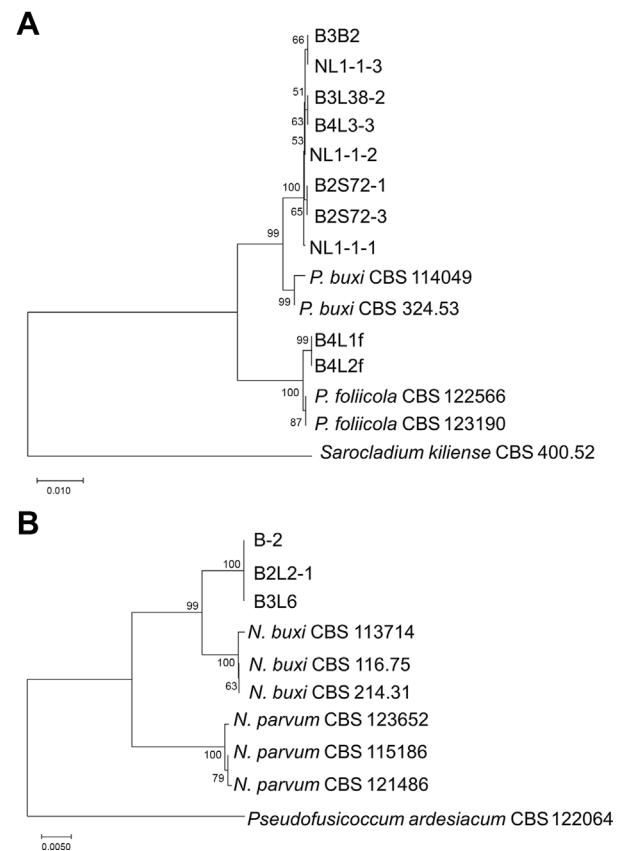 A
66
B3B2
NL1-1-3
51
B3L38-2
63
B4L3-3
53
NL1-1-2
100
B2S72-1
65
B2S72-3
99
NL1-1-1
P. buxi CBS 114049
99
P. buxi CBS 324.53
99
B4L1f
B4L2f
100
P. foliicola CBS 122566
87
P. foliicola CBS 123190
Sarocladium kiliense CBS 400.52
0.010
B
B-2
100
B2L2-1
B3L6
99
N. buxi CBS 113714
100
N. buxi CBS 116.75
63
N. buxi CBS 214.31
N. parvum CBS 123652
100
N. parvum CBS 115186
79
N. parvum CBS 121486
Pseudofusicoccum ardesiacum CBS 122064
0.0050